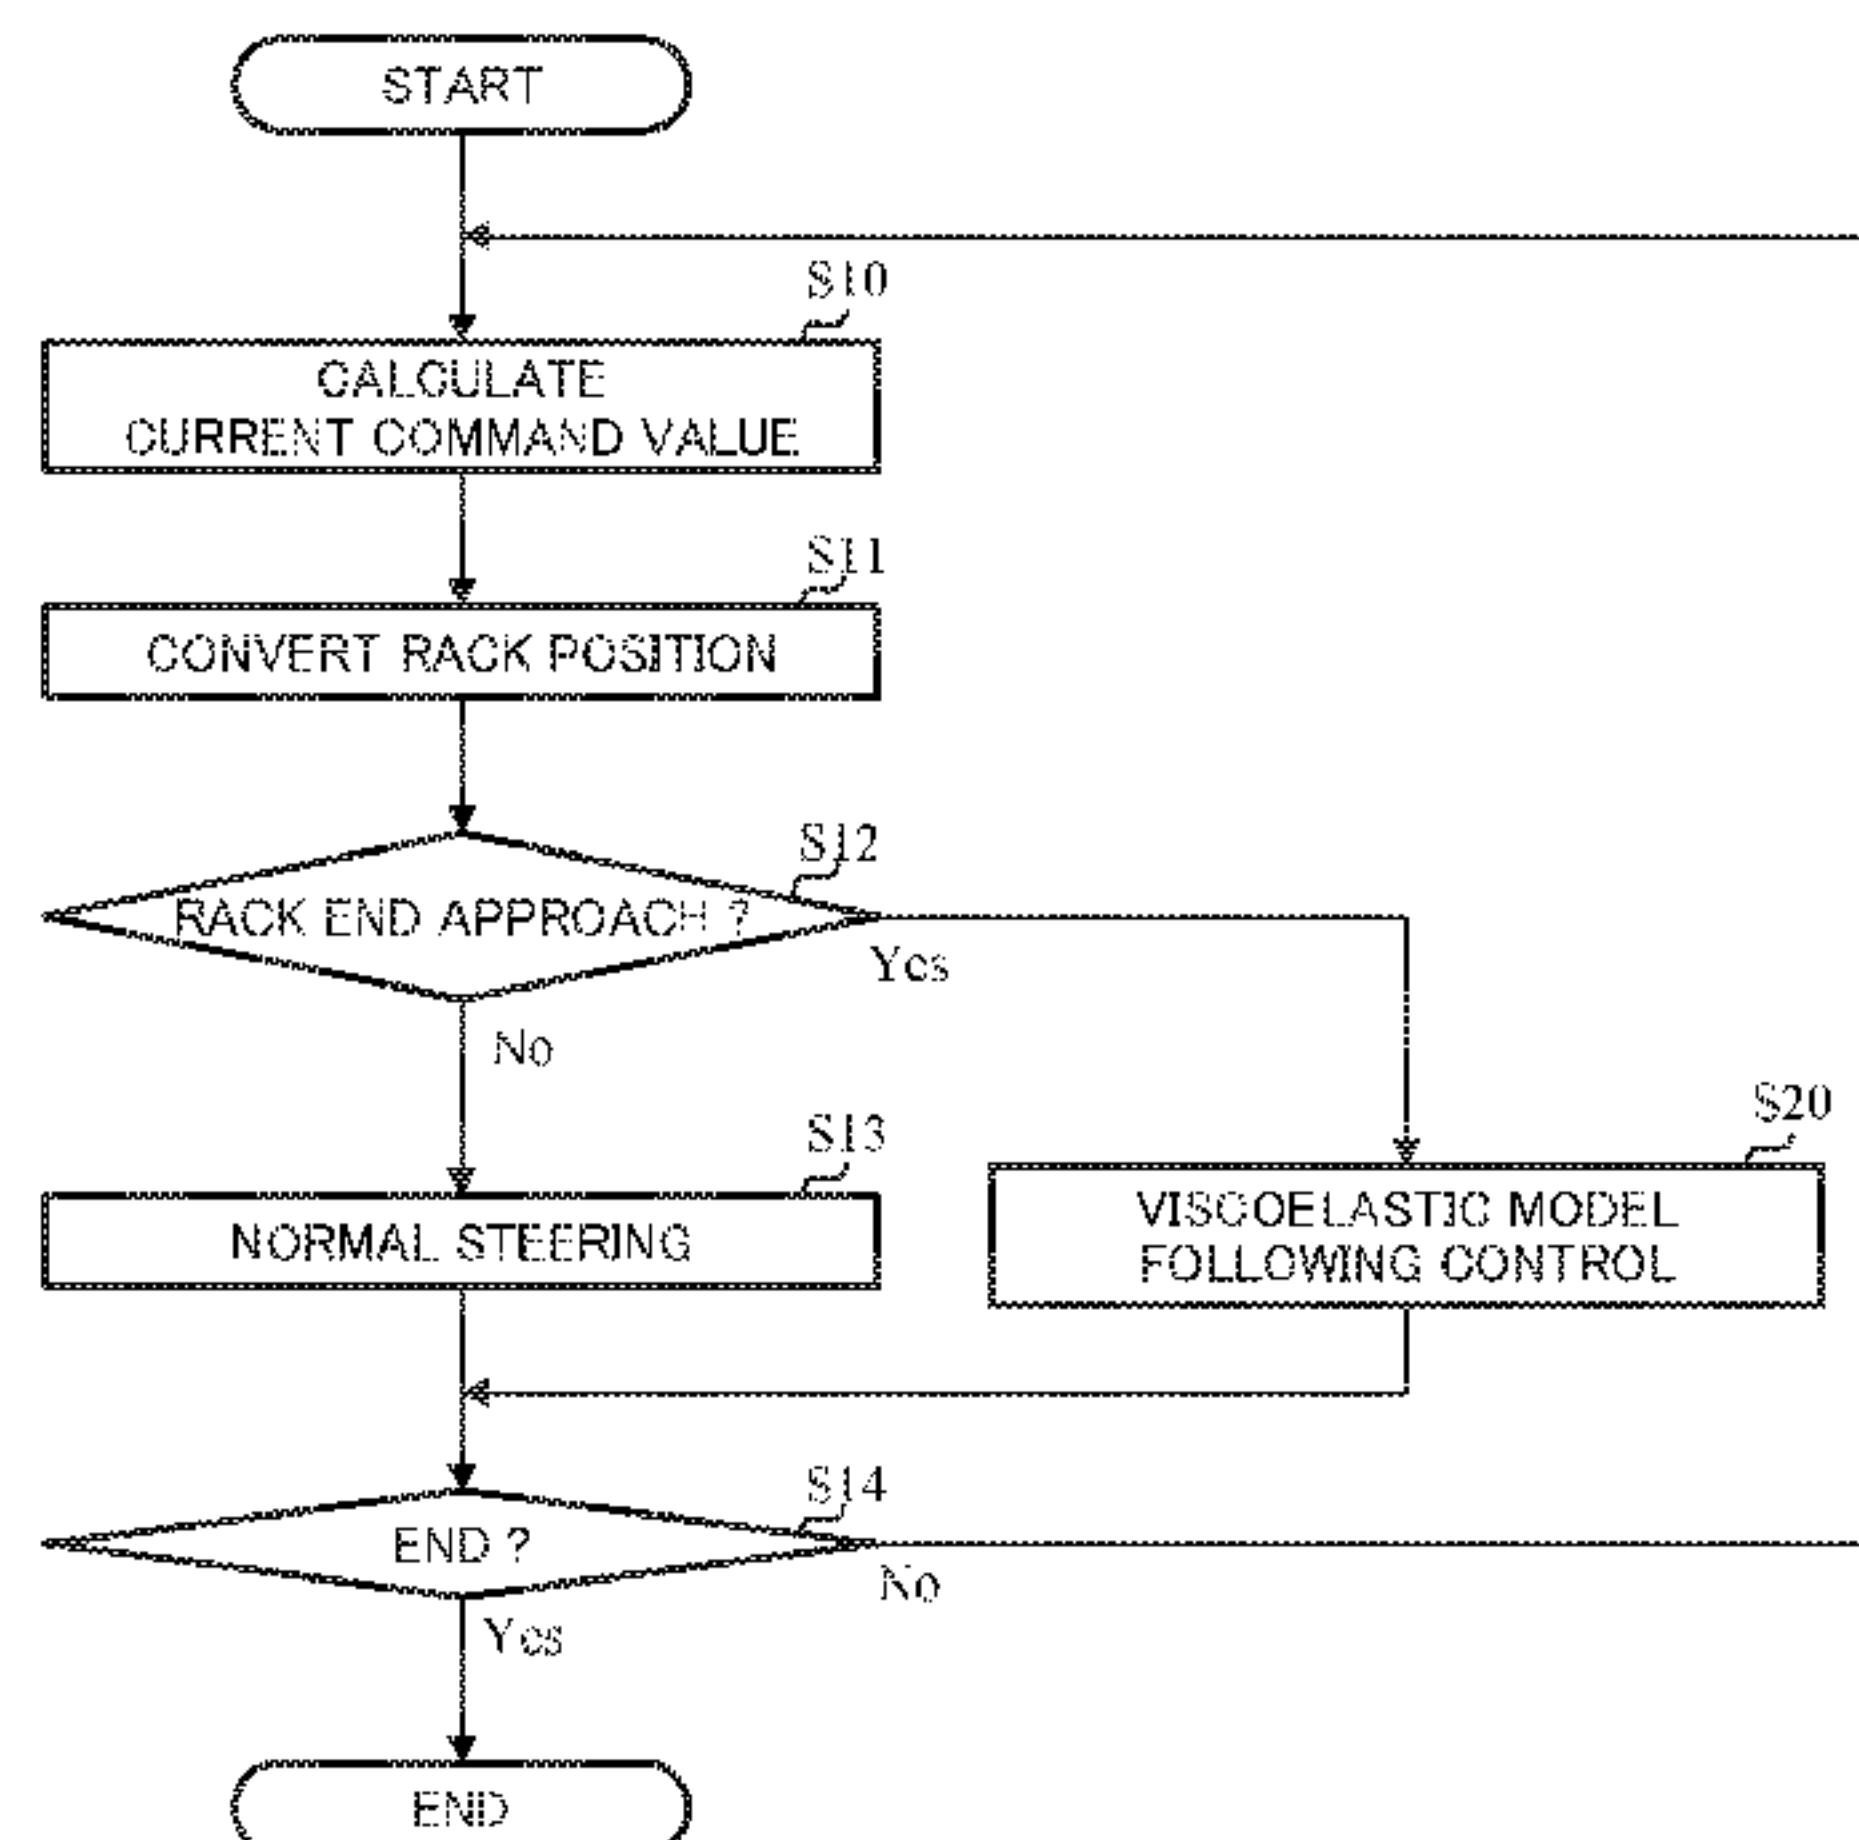 START
S10
CALCULATE
CURRENT COMMAND VALUE
S11
CONVERT RACK POSITION
S12
RACK END APPROACH ?
Yes
No
S13
NORMAL STEERING
S20
VISCOELASTIC MODEL
FOLLOWING CONTROL
S14
END ?
No
Yes
END